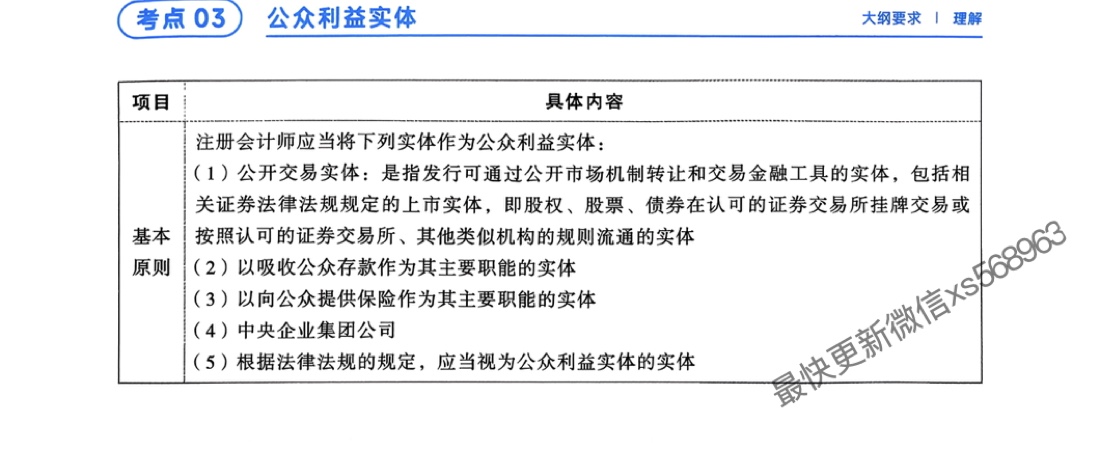 考点 03 公众利益实体 大纲要求 | 理解
项目 具体内容
注册会计师应当将下列实体作为公众利益实体：
（1）公开交易实体：是指发行可通过公开市场机制转让和交易金融工具的实体，包括相
关证券法律法规规定的上市实体，即股权、股票、债券在认可的证券交易所挂牌交易或
基本 按照认可的证券交易所、其他类似机构的规则流通的实体
原则 （2）以吸收公众存款作为其主要职能的实体
（3）以向公众提供保险作为其主要职能的实体
（4）中央企业集团公司
（5）根据法律法规的规定，应当视为公众利益实体的实体
最快更新微信xs568963